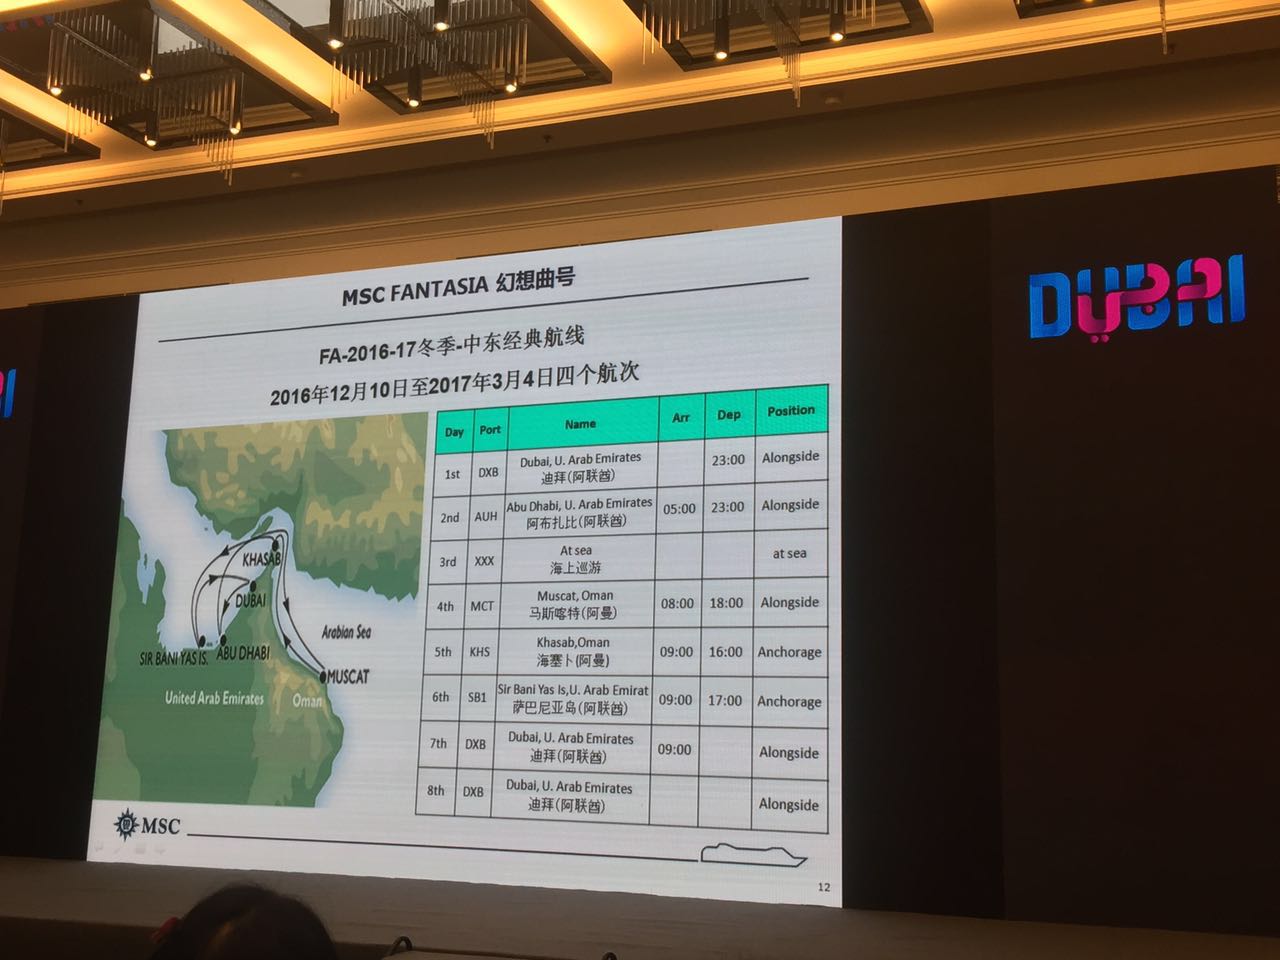 DUBAI
دبي
MSC FANTASIA 幻想曲号
FA-2016-17冬季-中东经典航线
2016年12月10日至2017年3月4日四个航次
Day Port Name Arr Dep Position
1st DXB Dubai, U. Arab Emirates 23:00 Alongside
迪拜(阿联酋)
2nd AUH Abu Dhabi, U. Arab Emirates 05:00 23:00 Alongside
阿布扎比(阿联酋)
3rd XXX At sea at sea
海上巡游
4th MCT Muscat, Oman 08:00 18:00 Alongside
马斯喀特(阿曼)
5th KHS Khasab,Oman 09:00 16:00 Anchorage
海塞卜(阿曼)
6th SB1 Sir Bani Yas Is,U. Arab Emirat 09:00 17:00 Anchorage
萨巴尼亚岛(阿联酋)
7th DXB Dubai, U. Arab Emirates 09:00 Alongside
迪拜(阿联酋)
8th DXB Dubai, U. Arab Emirates Alongside
迪拜(阿联酋)
KHASAB
DUBAI
Arabian Sea
SIR BANI YAS IS. ABU DHABI
MUSCAT
United Arab Emirates Oman
MSC
12